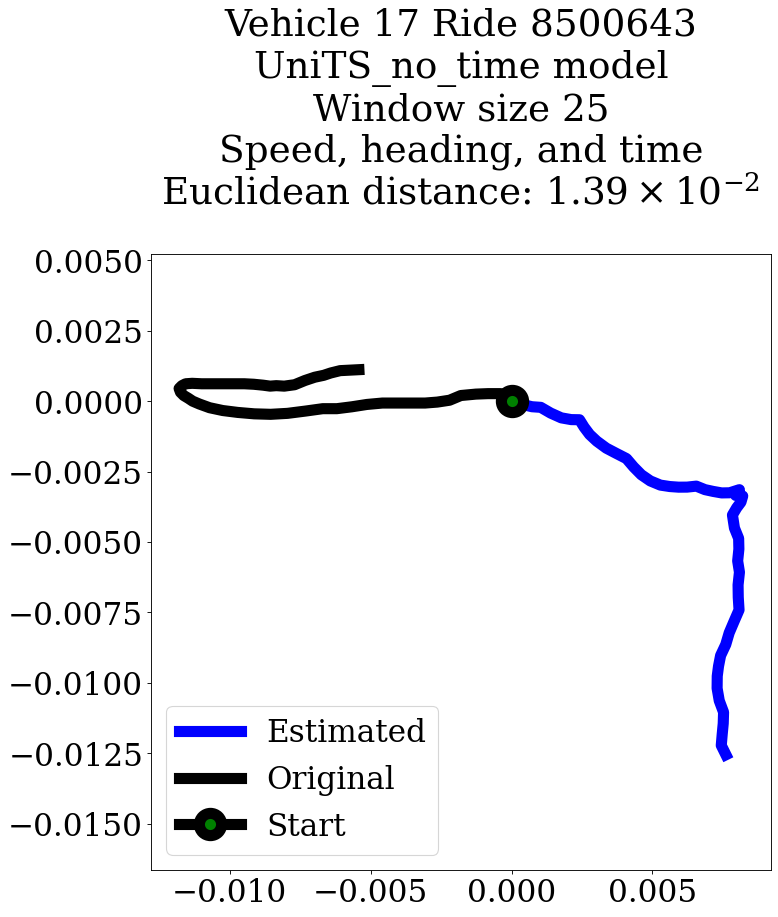 Vehicle 17 Ride 8500643
UniTS_no_time model
Window size 25
Speed, heading, and time
Euclidean distance: 1.39 × 10⁻²
0.0050
0.0025
0.0000
−0.0025
−0.0050
−0.0075
−0.0100
−0.0125
−0.0150
Estimated
Original
Start
−0.010 −0.005 0.000 0.005